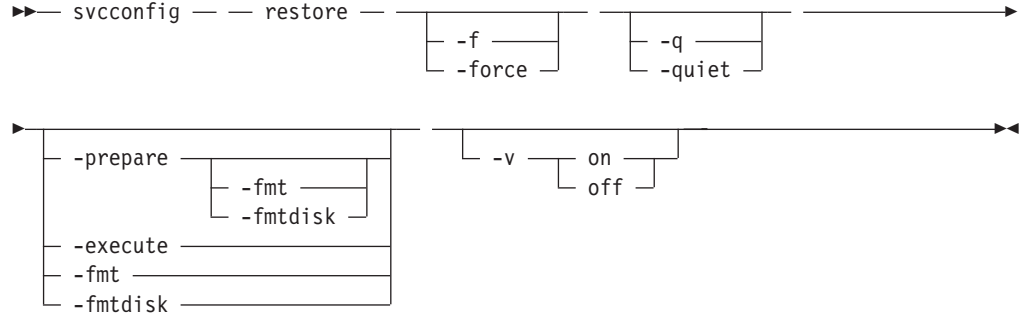 svcconfig restore
-f -q
-force -quiet
-prepare -v on
-fmt off
-fmtdisk
-execute
-fmt
-fmtdisk